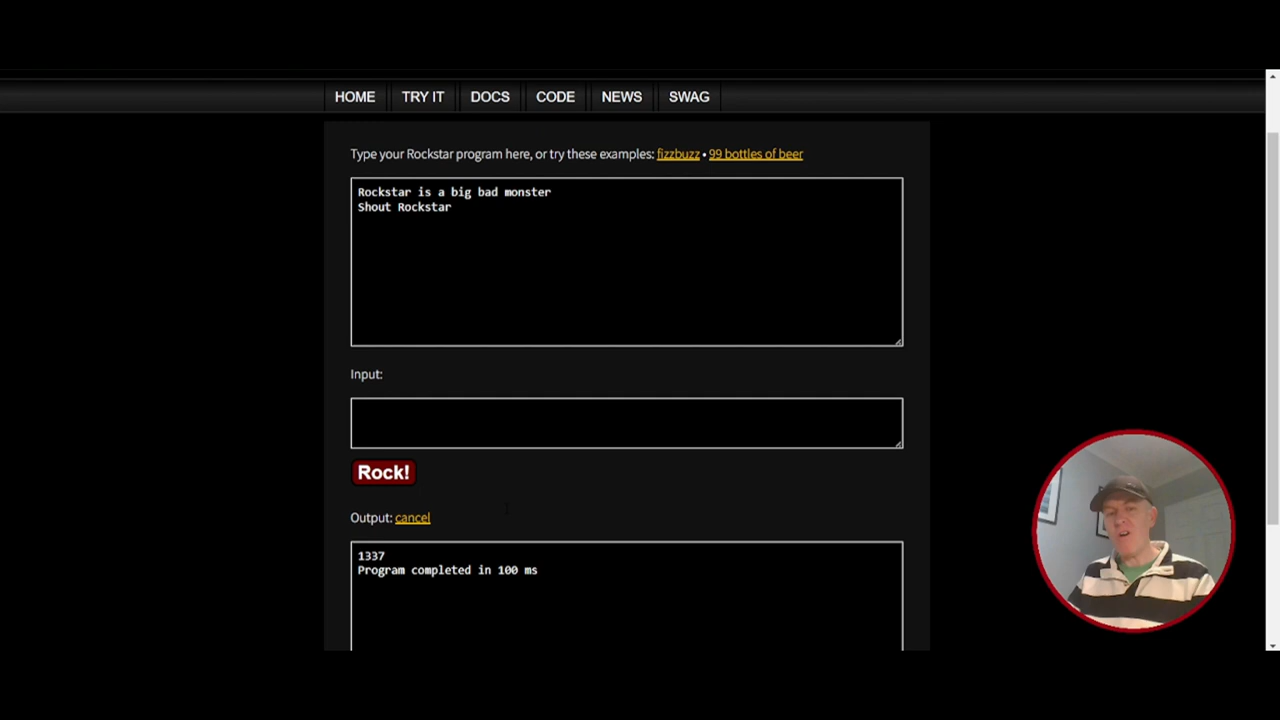 HOME TRY IT DOCS CODE NEWS SWAG
Type your Rockstar program here, or try these examples: fizzbuzz • 99 bottles of beer
Rockstar is a big bad monster
Shout Rockstar
Input:
Rock!
Output: cancel
1337
Program completed in 100 ms